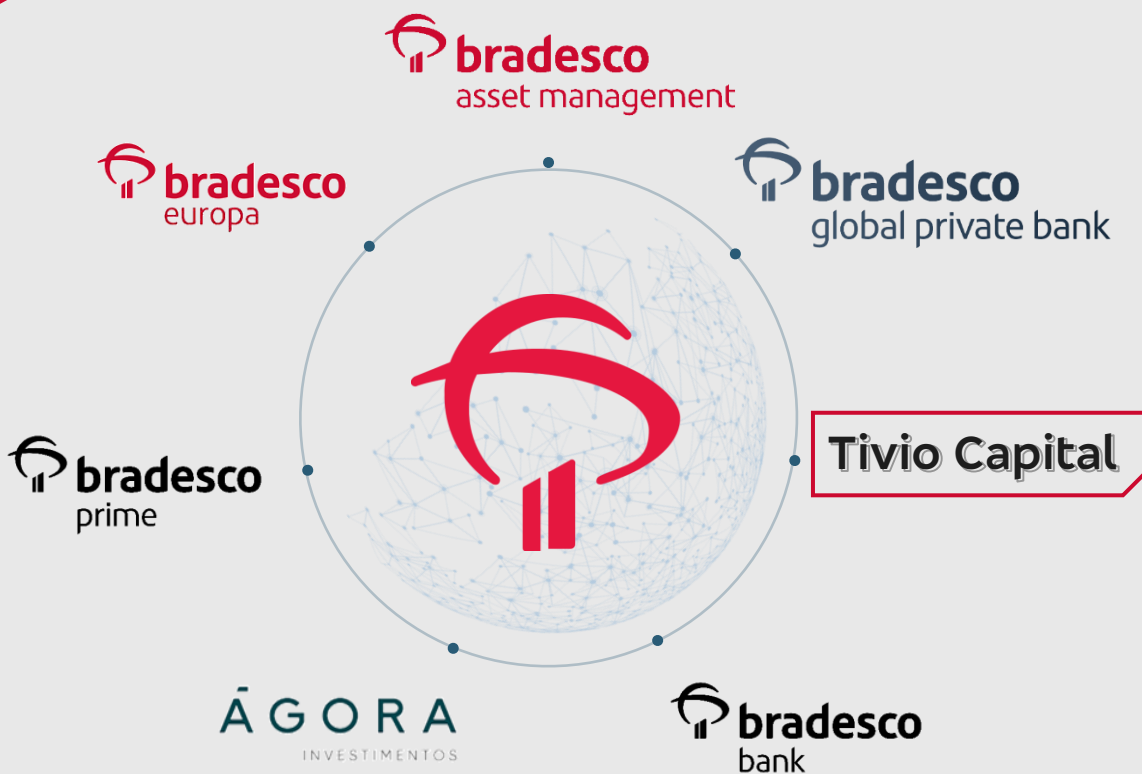 bradesco
asset management
bradesco
europa
bradesco
global private bank
Tivio Capital
bradesco
prime
ÁGORA
INVESTIMENTOS
bradesco
bank